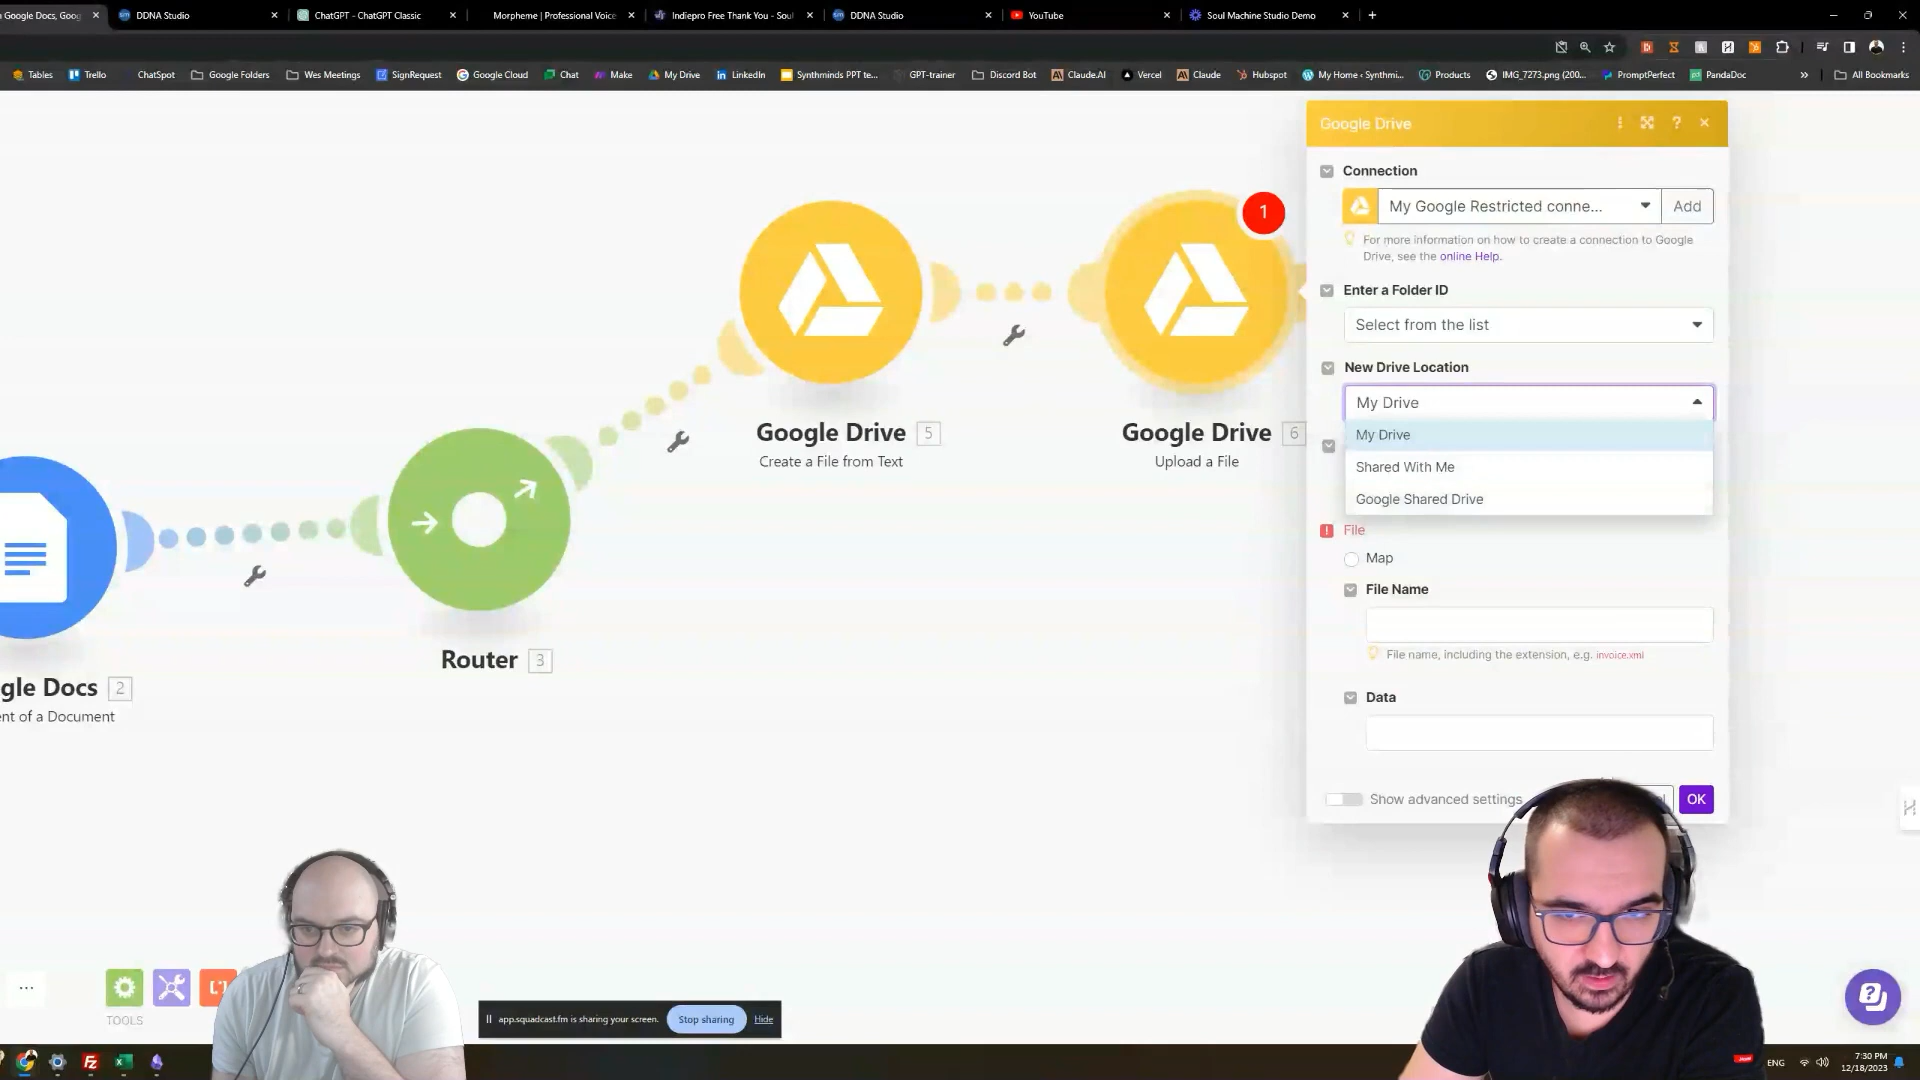 Google Docs, Goog
DDNA Studio
ChatGPT - ChatGPT Classic
Morpheme | Professional Voice
Indiepro Free Thank You - Soul
DDNA Studio
YouTube
Soul Machine Studio Demo
Tables
Trello
ChatSpot
Google Folders
Wes Meetings
SignRequest
Google Cloud
Chat
Make
My Drive
LinkedIn
Synthminds PPT te...
GPT-trainer
Discord Bot
Claude.AI
Vercel
Claude
Hubspot
My Home ‹ Synthmi...
Products
IMG_7273.png (200...
PromptPerfect
PandaDoc
»
All Bookmarks
Google Drive
?
Connection
My Google Restricted conne...
Add
For more information on how to create a connection to Google
Drive, see the online Help.
Enter a Folder ID
Select from the list
New Drive Location
My Drive
My Drive
Shared With Me
Google Shared Drive
File
Map
File Name
File name, including the extension, e.g. invoice.xml
Data
Show advanced settings
OK
1
Google Drive 5
Create a File from Text
Google Drive 6
Upload a File
Router 3
gle Docs 2
ent of a Document
TOOLS
app.squadcast.fm is sharing your screen.
Stop sharing
Hide
ENG
7:30 PM
12/18/2023